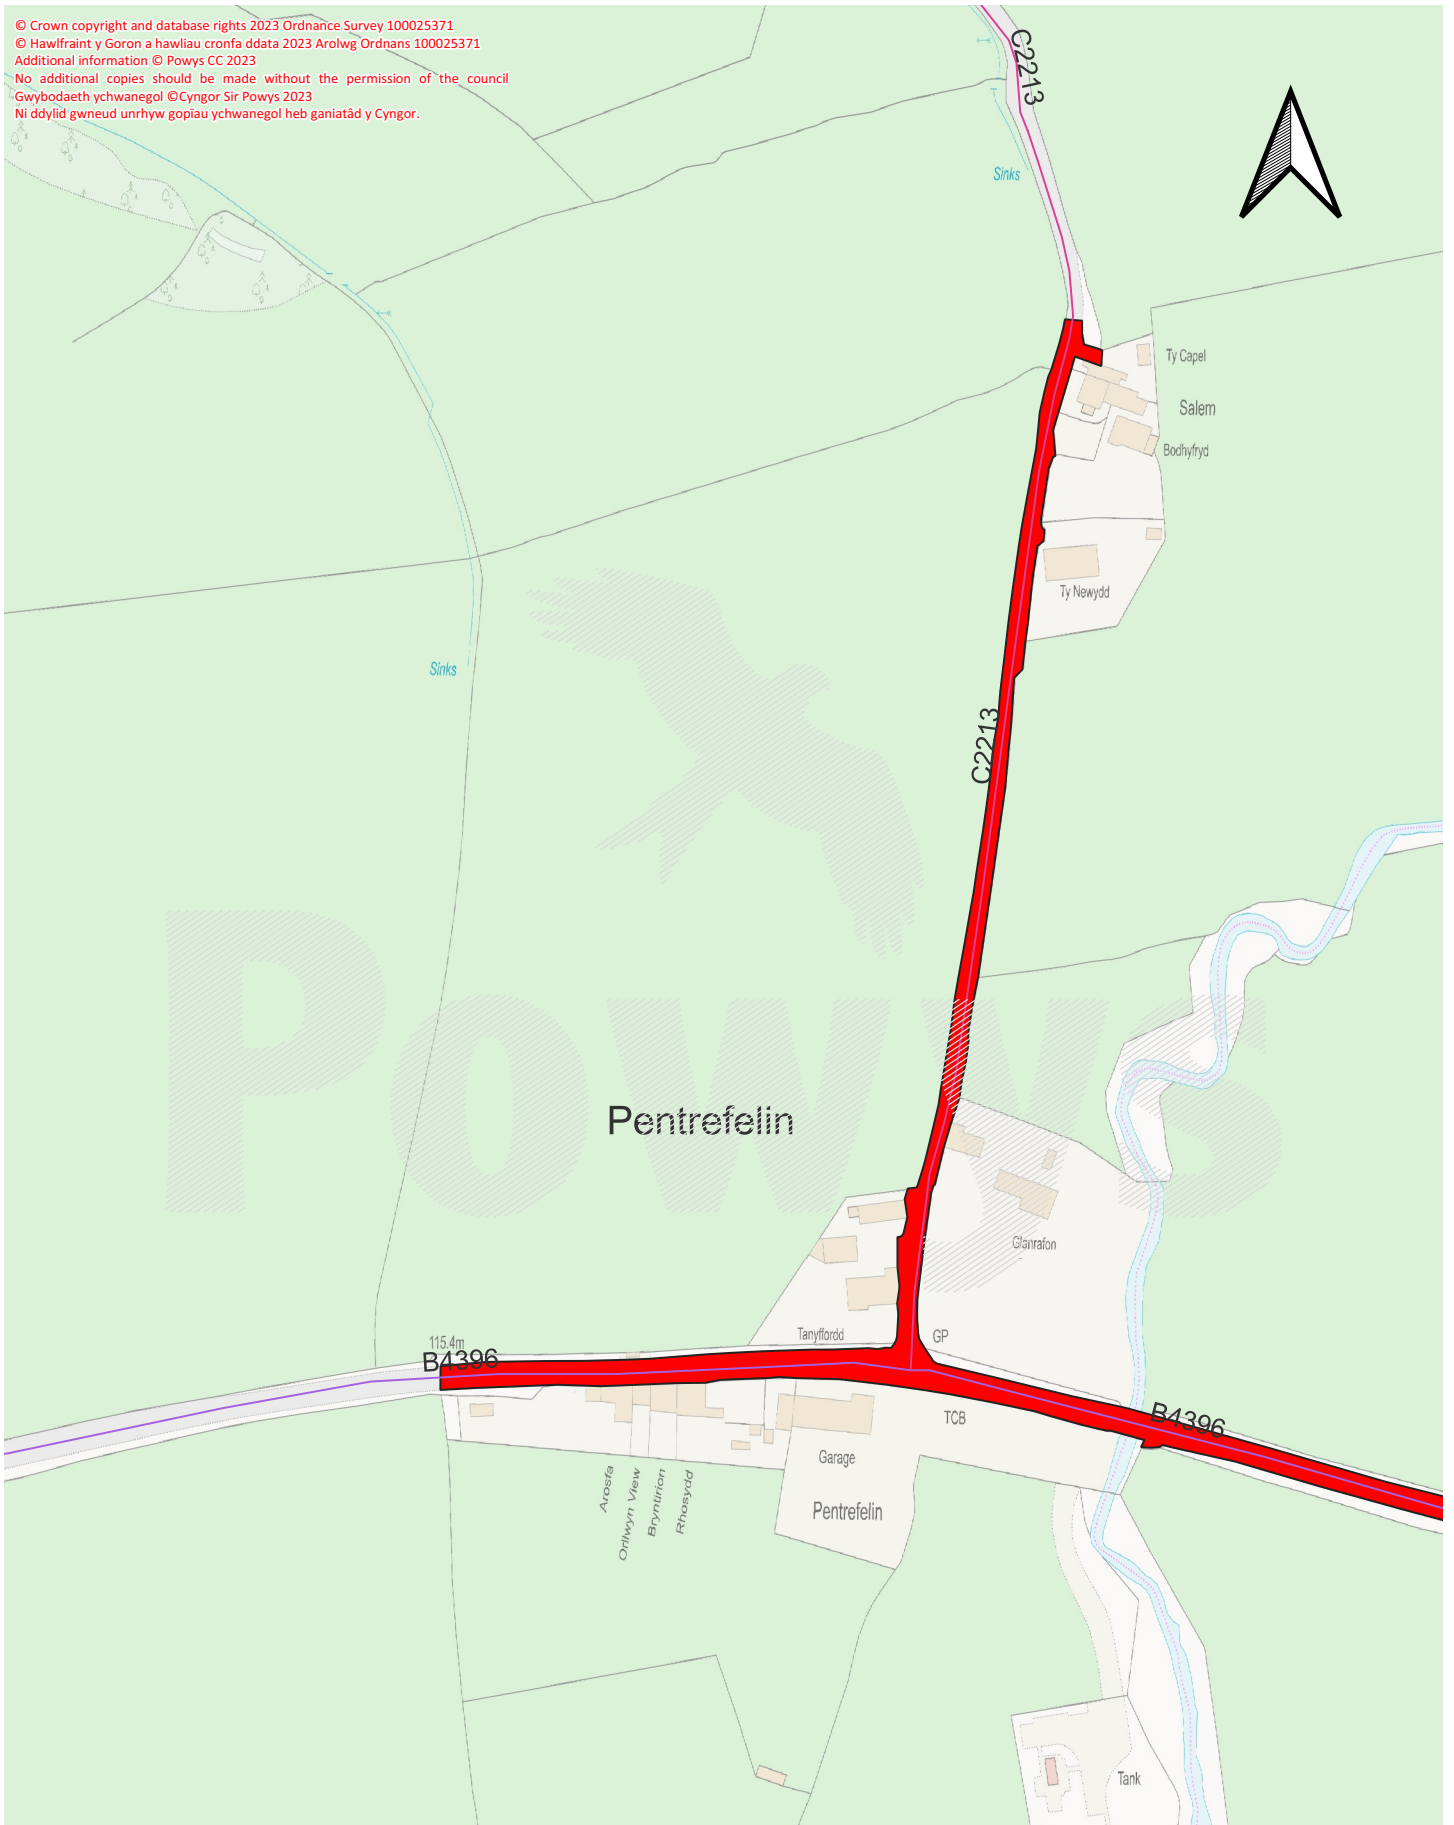 © Crown copyright and database rights 2023 Ordnance Survey 100025371
© Hawlfraint y Goron a hawliau cronfa ddata 2023 Arolwg Ordnans 100025371
Additional information © Powys CC 2023
No additional copies should be made without the permission of the council
Gwybodaeth ychwanegol ©Cyngor Sir Powys 2023
Ni ddylid gwneud unrhyw gopïau ychwanegol heb ganiatâd y Cyngor.
C2213
Sinks
Ty Capel
Salem
Bodhyfryd
Ty Newydd
Sinks
C2213
Powys
Pentrefelin
Glanrafon
Tanyffordd
GP
115.4m
B4396
B4396
TCB
Garage
Arosfa
Orllwyn View
Bryntirion
Rhosydd
Pentrefelin
Tank